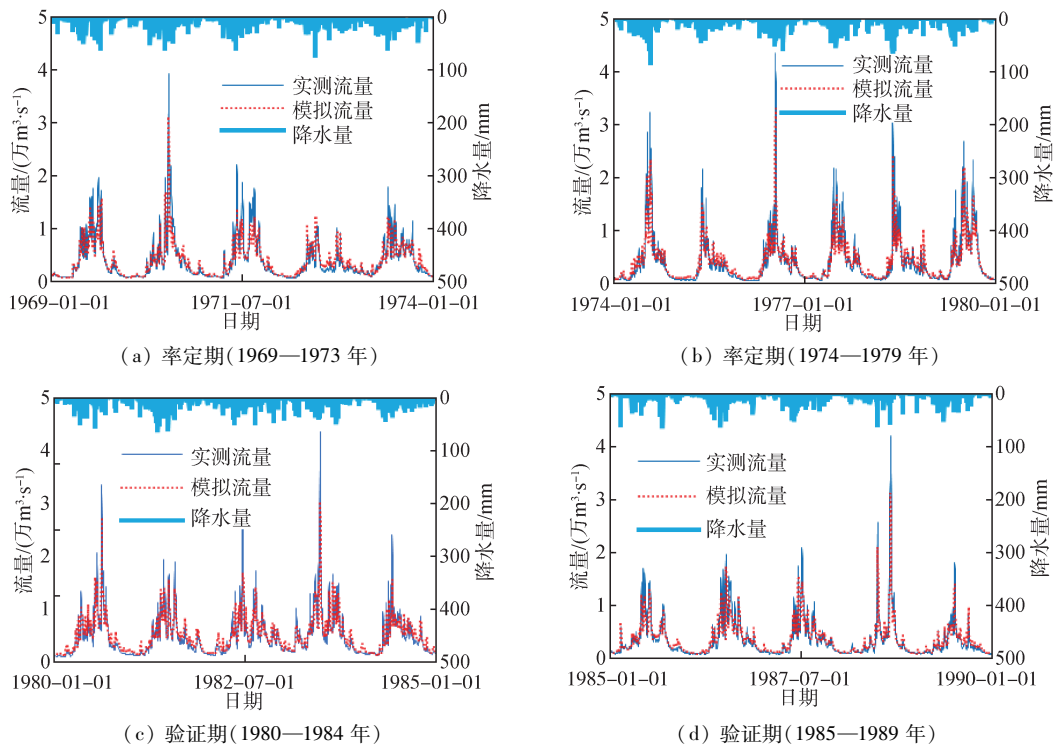 5
4
3
2
1
0
流量/(万m³·s⁻¹)
实测流量
模拟流量
降水量
0
100
200
300
400
500
降水量/mm
1969-01-01
1971-07-01
1974-01-01
日期
(a) 率定期(1969—1973 年)
5
4
3
2
1
0
流量/(万m³·s⁻¹)
实测流量
模拟流量
降水量
0
100
200
300
400
500
降水量/mm
1974-01-01
1977-01-01
1980-01-01
日期
(b) 率定期(1974—1979 年)
5
4
3
2
1
0
流量/(万m³·s⁻¹)
实测流量
模拟流量
降水量
0
100
200
300
400
500
降水量/mm
1980-01-01
1982-07-01
1985-01-01
日期
(c) 验证期(1980—1984 年)
5
4
3
2
1
0
流量/(万m³·s⁻¹)
实测流量
模拟流量
降水量
0
100
200
300
400
500
降水量/mm
1985-01-01
1987-07-01
1990-01-01
日期
(d) 验证期(1985—1989 年)